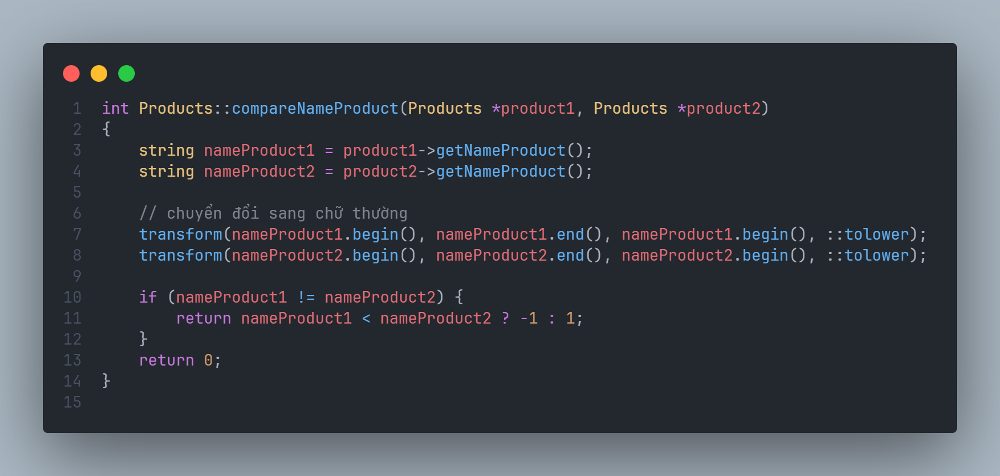 1 int Products::compareNameProduct(Products *product1, Products *product2)
2 {
3     string nameProduct1 = product1->getNameProduct();
4     string nameProduct2 = product2->getNameProduct();
5
6     // chuyển đổi sang chữ thường
7     transform(nameProduct1.begin(), nameProduct1.end(), nameProduct1.begin(), ::tolower);
8     transform(nameProduct2.begin(), nameProduct2.end(), nameProduct2.begin(), ::tolower);
9
10     if (nameProduct1 != nameProduct2) {
11         return nameProduct1 < nameProduct2 ? -1 : 1;
12     }
13     return 0;
14 }
15